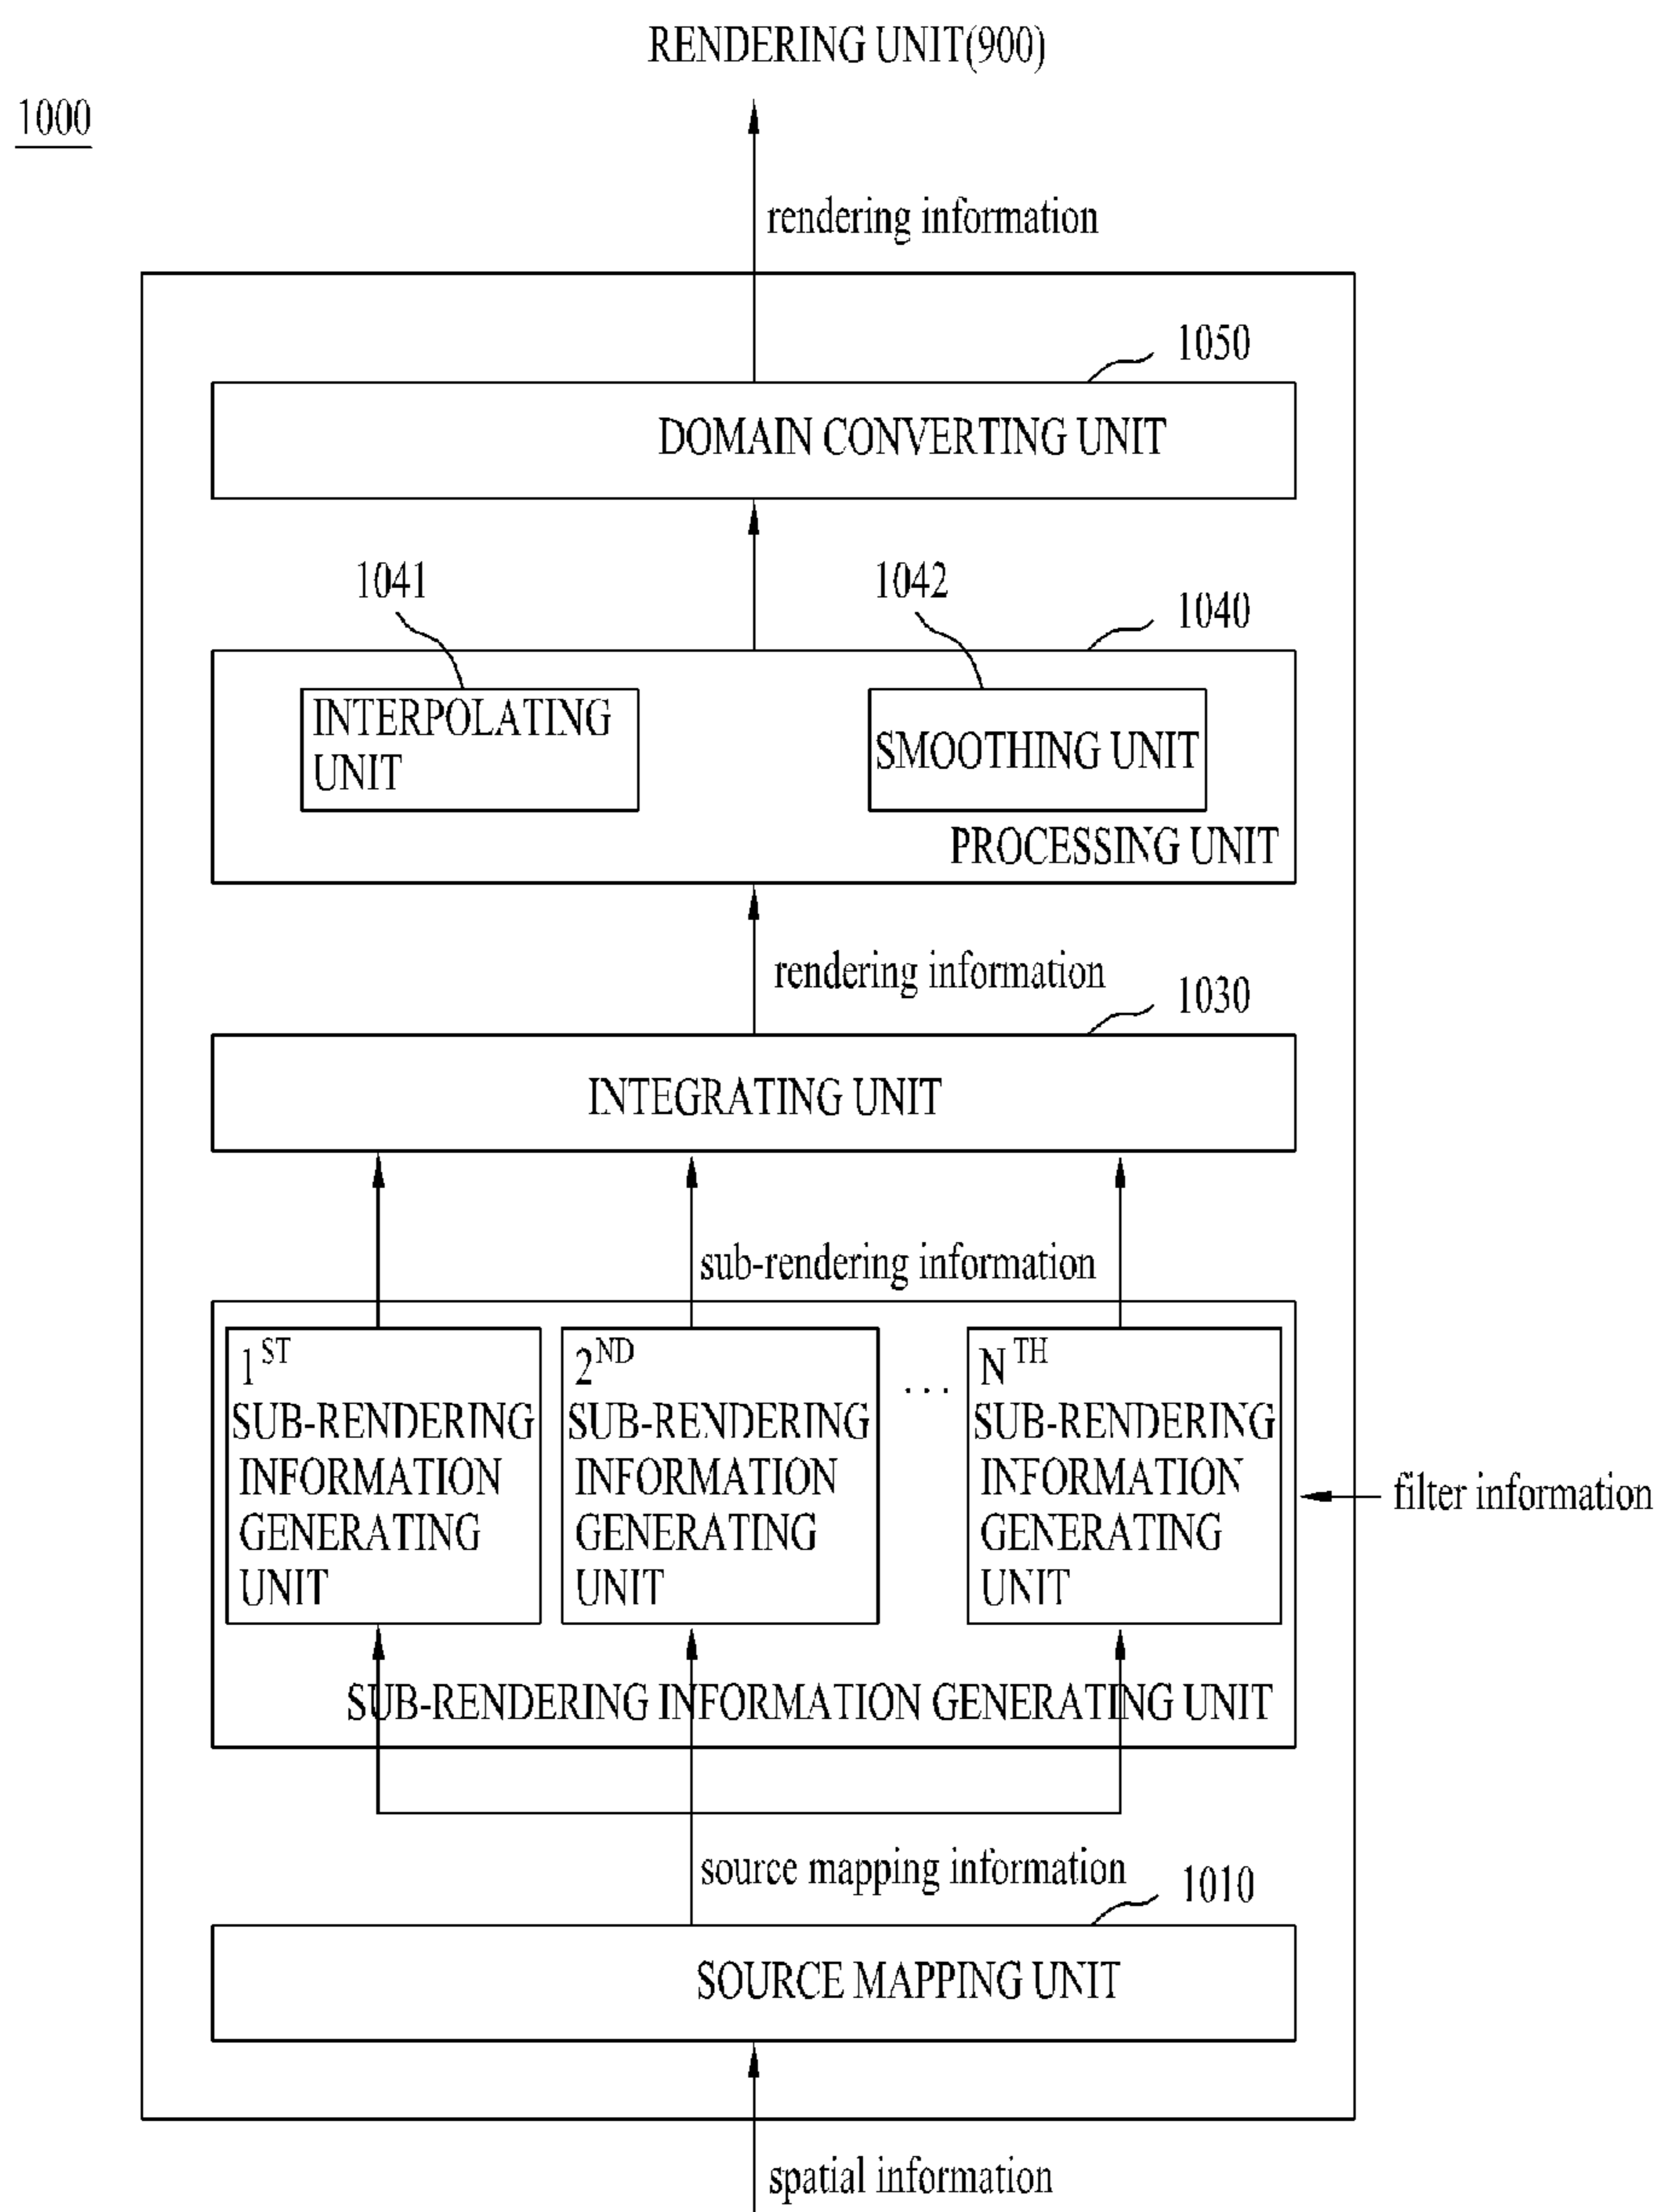 RENDERING UNIT(900)
1000
rendering information
1050
DOMAIN CONVERTING UNIT
1041
1042
1040
INTERPOLATING
UNIT
SMOOTHING UNIT
PROCESSING UNIT
rendering information
1030
INTEGRATING UNIT
sub-rendering information
1ST
SUB-RENDERING
INFORMATION
GENERATING
UNIT
2ND
SUB-RENDERING
INFORMATION
GENERATING
UNIT
...
NTH
SUB-RENDERING
INFORMATION
GENERATING
UNIT
filter information
SUB-RENDERING INFORMATION GENERATING UNIT
source mapping information
1010
SOURCE MAPPING UNIT
spatial information